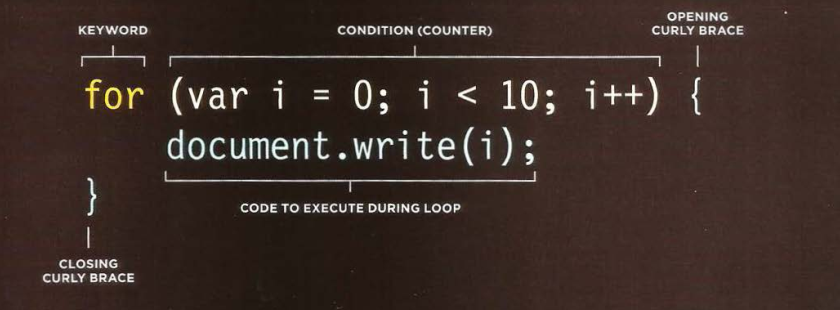 KEYWORD CONDITION (COUNTER) OPENING CURLY BRACE
for (var i = 0; i < 10; i++) {
document.write(i);
}
CODE TO EXECUTE DURING LOOP
CLOSING
CURLY BRACE